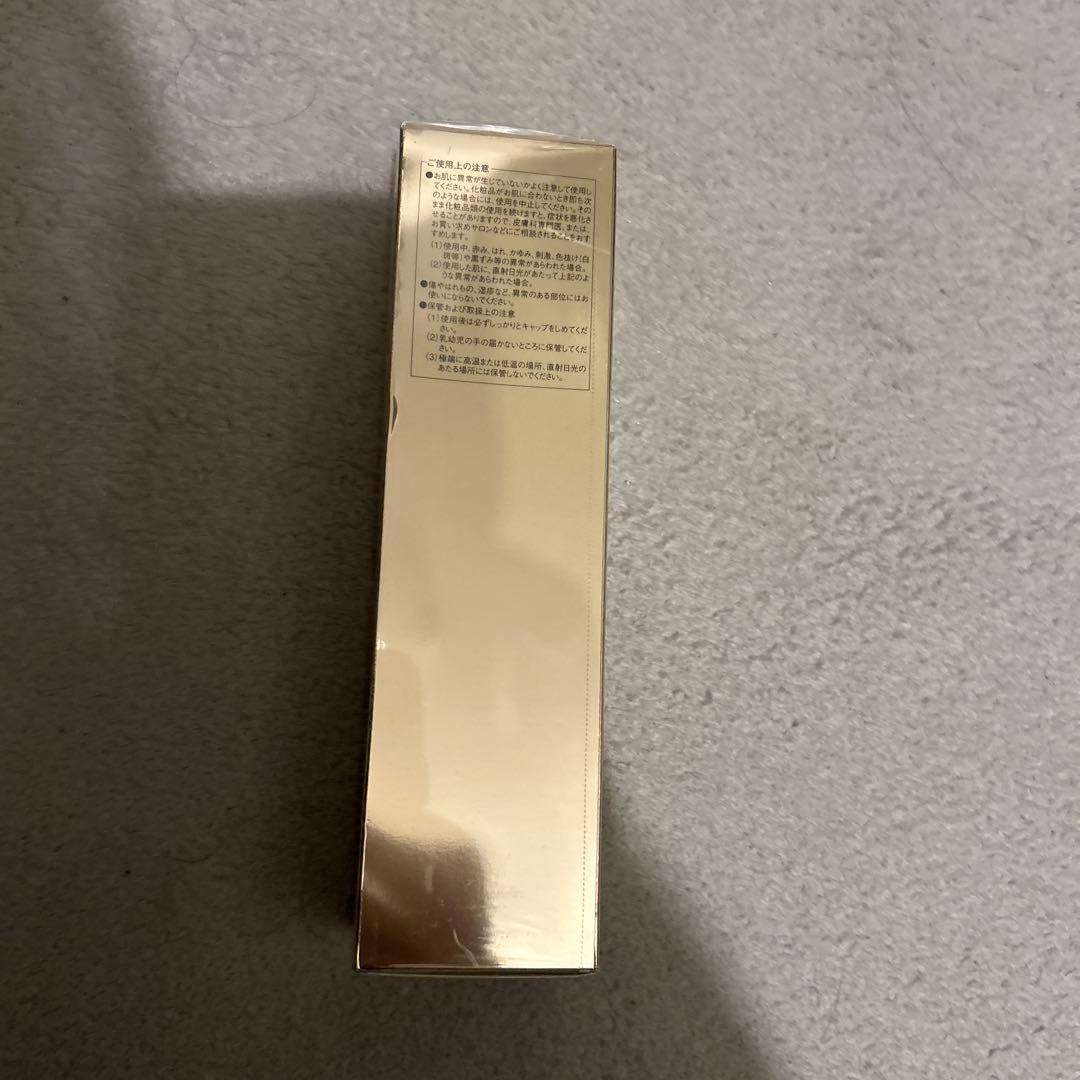 ご使用上の注意
●お肌に異常が生じていないかよく注意して使用し
てください。化粧品がお肌に合わないとき即ち次
のような場合には、使用を中止してください。その
まま化粧品類の使用を続けますと、症状を悪化さ
せることがありますので、皮膚科専門医、または、
お買い求めサロンなどにご相談されることをおす
すめします。
(1)使用中、赤み、はれ、かゆみ、刺激、色抜け(白
斑等)や黒ずみ等の異常があらわれた場合。
(2)使用した肌に、直射日光があたって上記のよ
うな異常があらわれた場合。
●傷やはれもの、湿疹など、異常のある部位にはお
使いにならないでください。
●保管および取扱上の注意
(1)使用後は必ずしっかりとキャップをしめてくだ
さい。
(2)乳幼児の手の届かないところに保管してくだ
さい。
(3)極端に高温または低温の場所、直射日光の
あたる場所には保管しないでください。